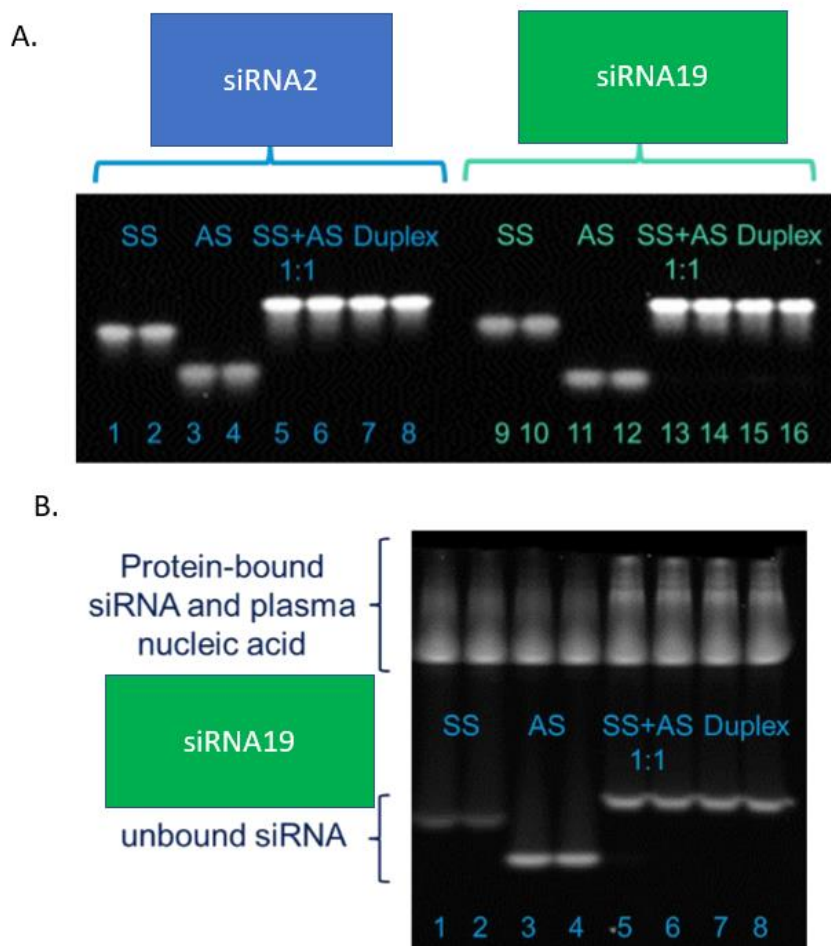 A.
siRNA2
siRNA19
SS AS SS+AS Duplex
1:1
SS AS SS+AS Duplex
1:1
1 2 3 4 5 6 7 8
9 10 11 12 13 14 15 16
B.
Protein-bound
siRNA and plasma
nucleic acid
siRNA19
unbound siRNA
SS AS SS+AS Duplex
1:1
1 2 3 4 5 6 7 8